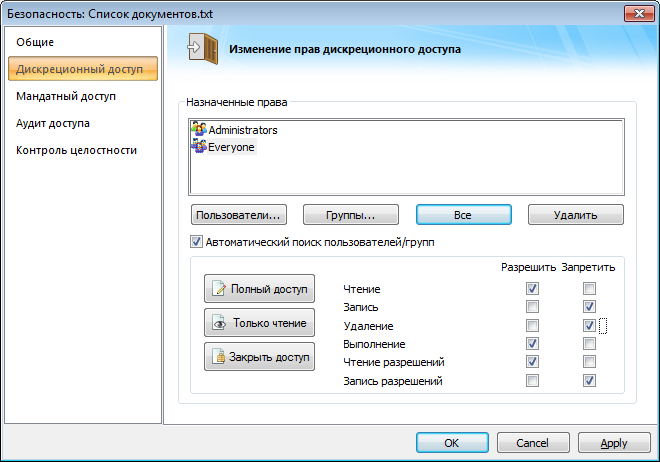 Безопасность: Список документов.txt
Общие
Дискреционный доступ
Мандатный доступ
Аудит доступа
Контроль целостности
Изменение прав дискреционного доступа
Назначенные права
Administrators
Everyone
Пользователи... Группы... Все Удалить
Автоматический поиск пользователей/групп
Разрешить Запретить
Полный доступ
Только чтение
Закрыть доступ
Чтение
Запись
Удаление
Выполнение
Чтение разрешений
Запись разрешений
OK Cancel Apply